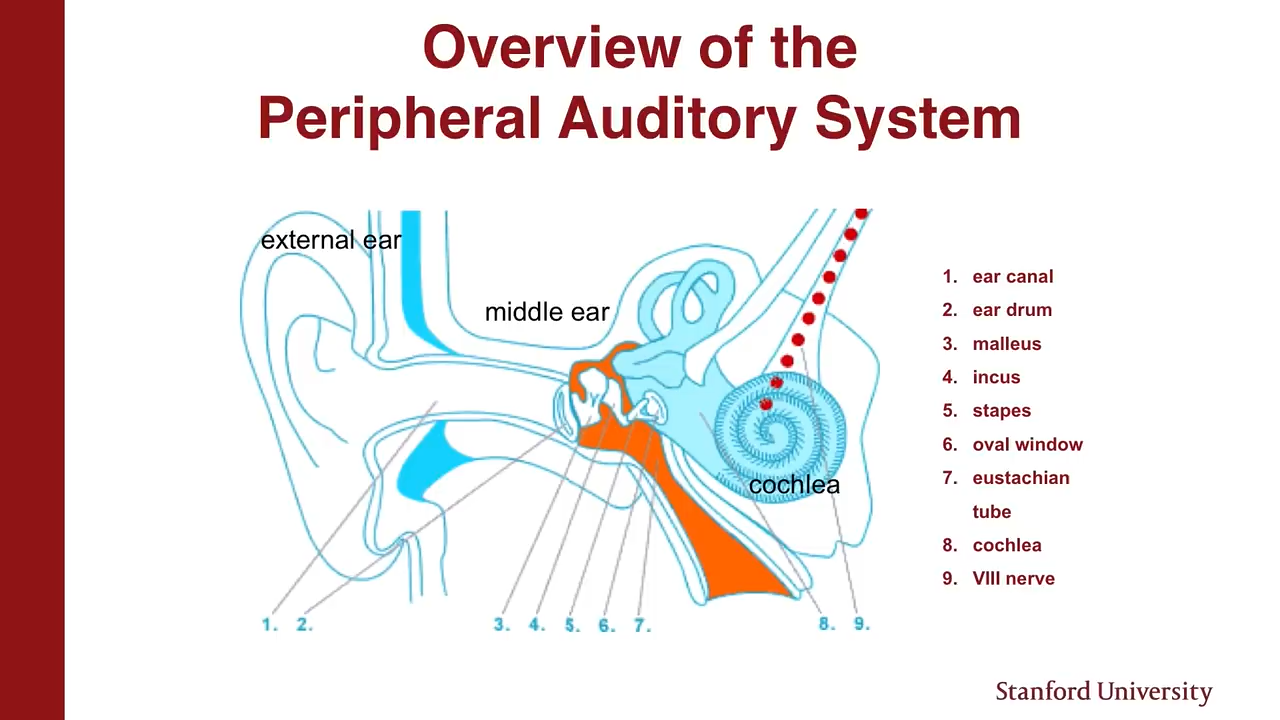 Overview of the
Peripheral Auditory System
external ear
middle ear
cochlea
1. ear canal
2. ear drum
3. malleus
4. incus
5. stapes
6. oval window
7. eustachian
tube
8. cochlea
9. VIII nerve
1. 2. 3. 4. 5. 6. 7. 8. 9.
Stanford University